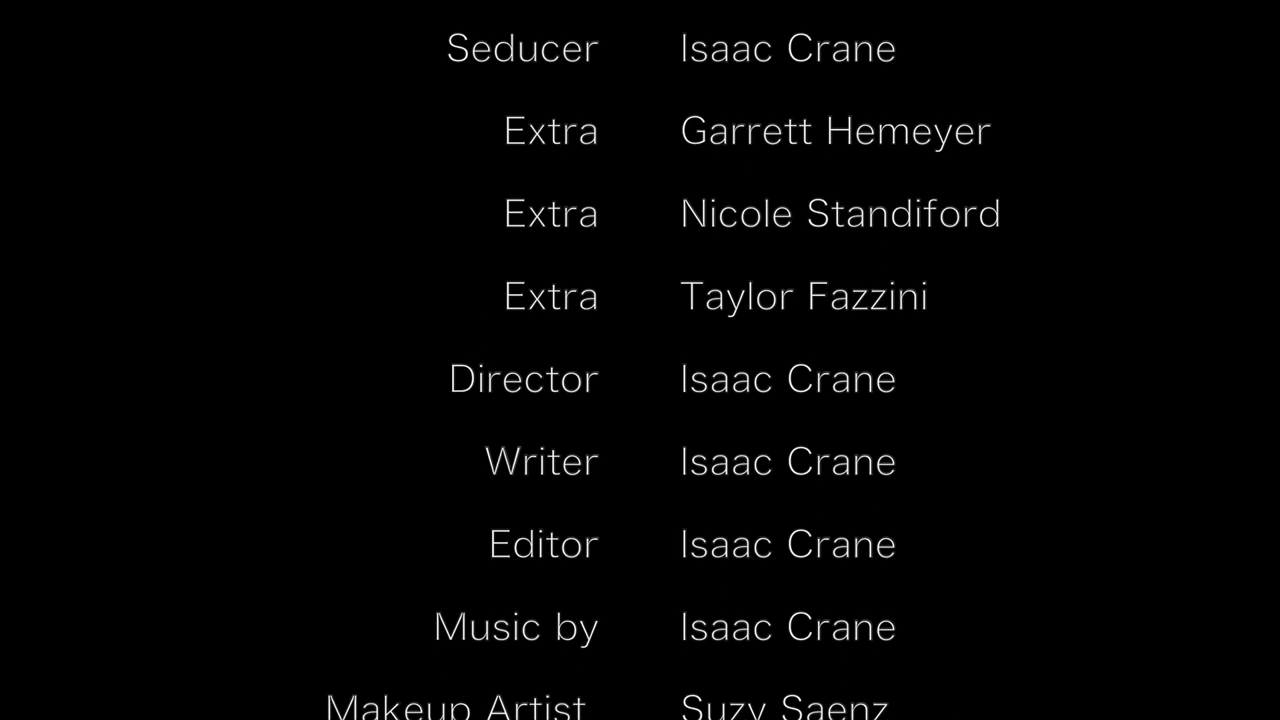 Seducer Isaac Crane
Extra Garrett Hemeyer
Extra Nicole Standiford
Extra Taylor Fazzini
Director Isaac Crane
Writer Isaac Crane
Editor Isaac Crane
Music by Isaac Crane
Makeup Artist Suzy Saenz